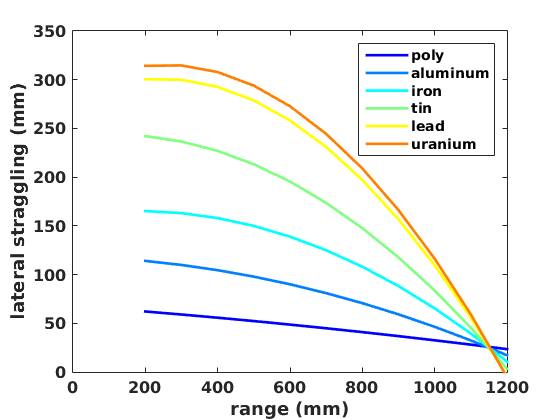 350
300
250
200
150
100
50
0
lateral straggling (mm)
poly
aluminum
iron
tin
lead
uranium
0 200 400 600 800 1000 1200
range (mm)